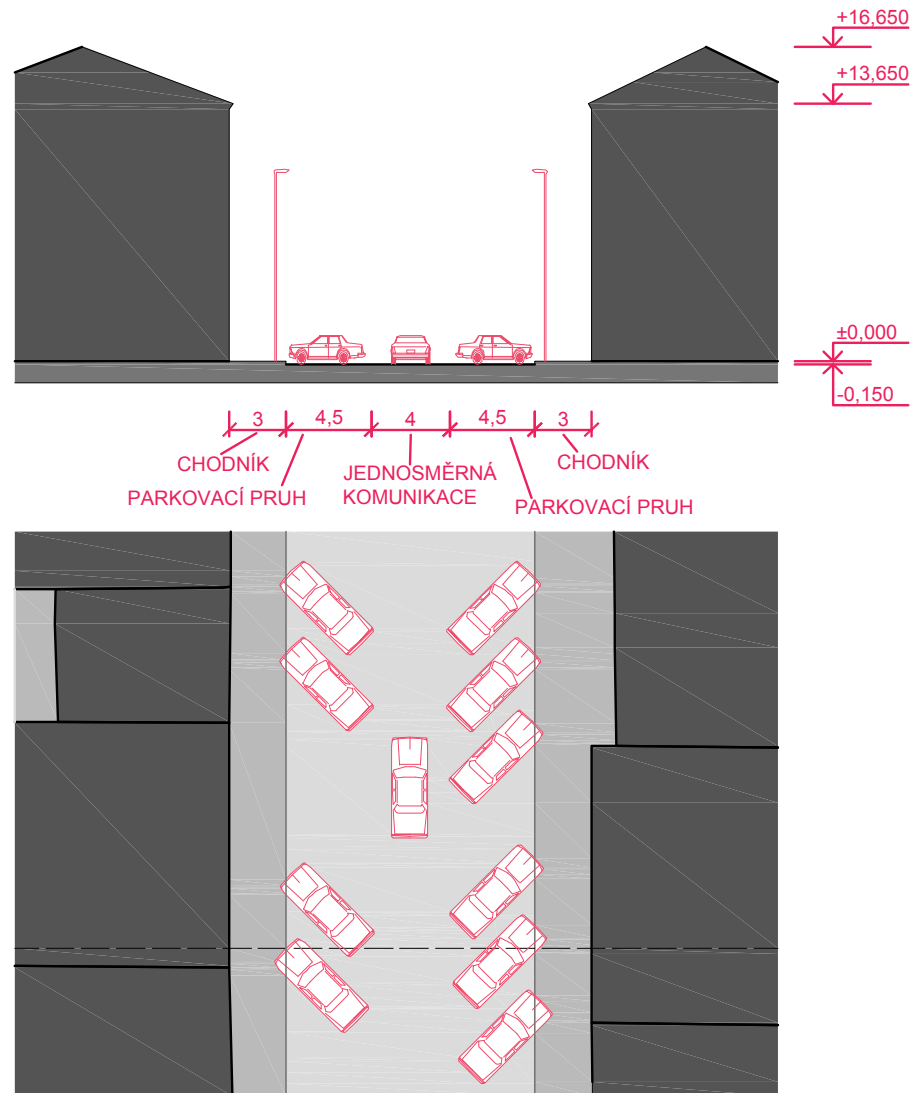 +16,650
+13,650
±0,000
-0,150
3 4,5 4 4,5 3
CHODNÍK
PARKOVACÍ PRUH
JEDNOSMĚRNÁ
KOMUNIKACE
CHODNÍK
PARKOVACÍ PRUH